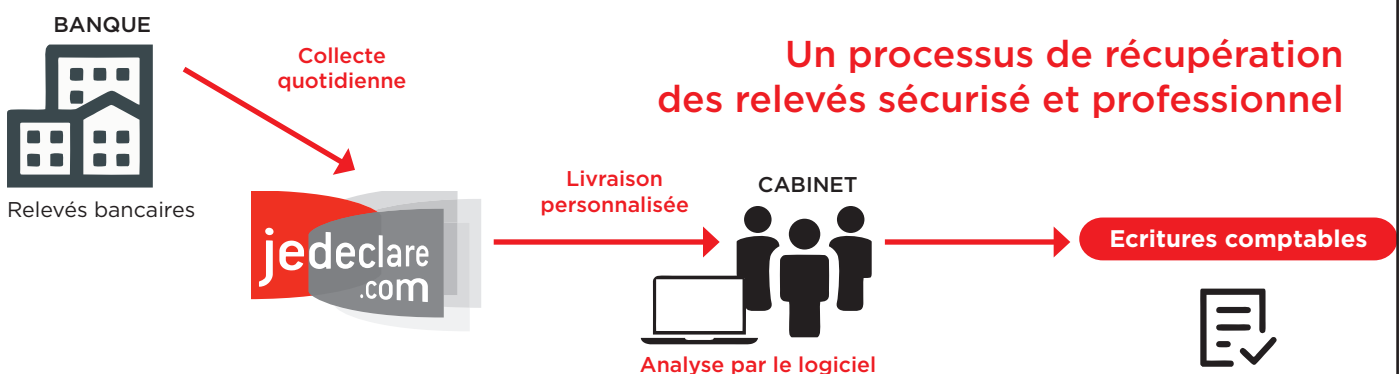 BANQUE
Collecte
quotidienne
Un processus de récupération
des relevés sécurisé et professionnel
Relevés bancaires
jedeclare
.com
Livraison
personnalisée
CABINET
Ecritures comptables
Analyse par le logiciel